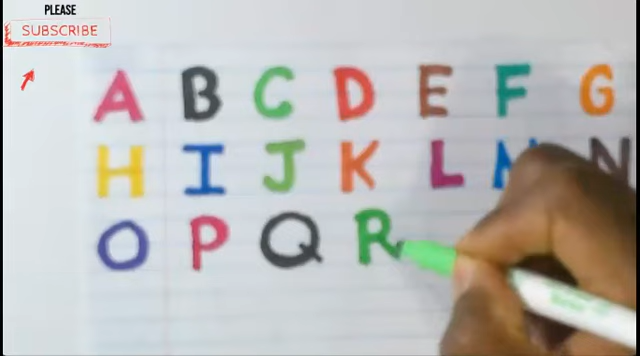 PLEASE
SUBSCRIBE
A B C D E F G
H I J K L M N
O P Q R